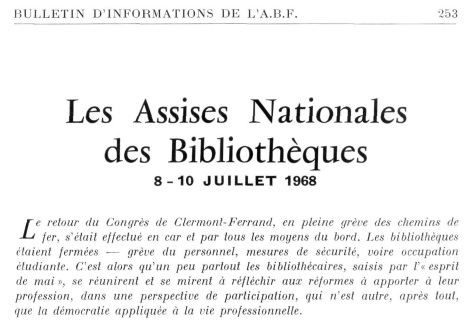 BULLETIN D'INFORMATIONS DE L'A.B.F. 253
Les Assises Nationales
des Bibliothèques
8 - 10 JUILLET 1968
Le retour du Congrès de Clermont-Ferrand, en pleine grève des chemins de
fer, s'était effectué en car et par tous les moyens du bord. Les bibliothèques
étaient fermées — grève du personnel, mesures de sécurité, voire occupation
étudiante. C'est alors qu'un peu partout les bibliothécaires, saisis par l'« esprit
de mai », se réunirent et se mirent à réfléchir aux réformes à apporter à leur
profession, dans une perspective de participation, qui n'est autre, après tout,
que la démocratie appliquée à la vie professionnelle.